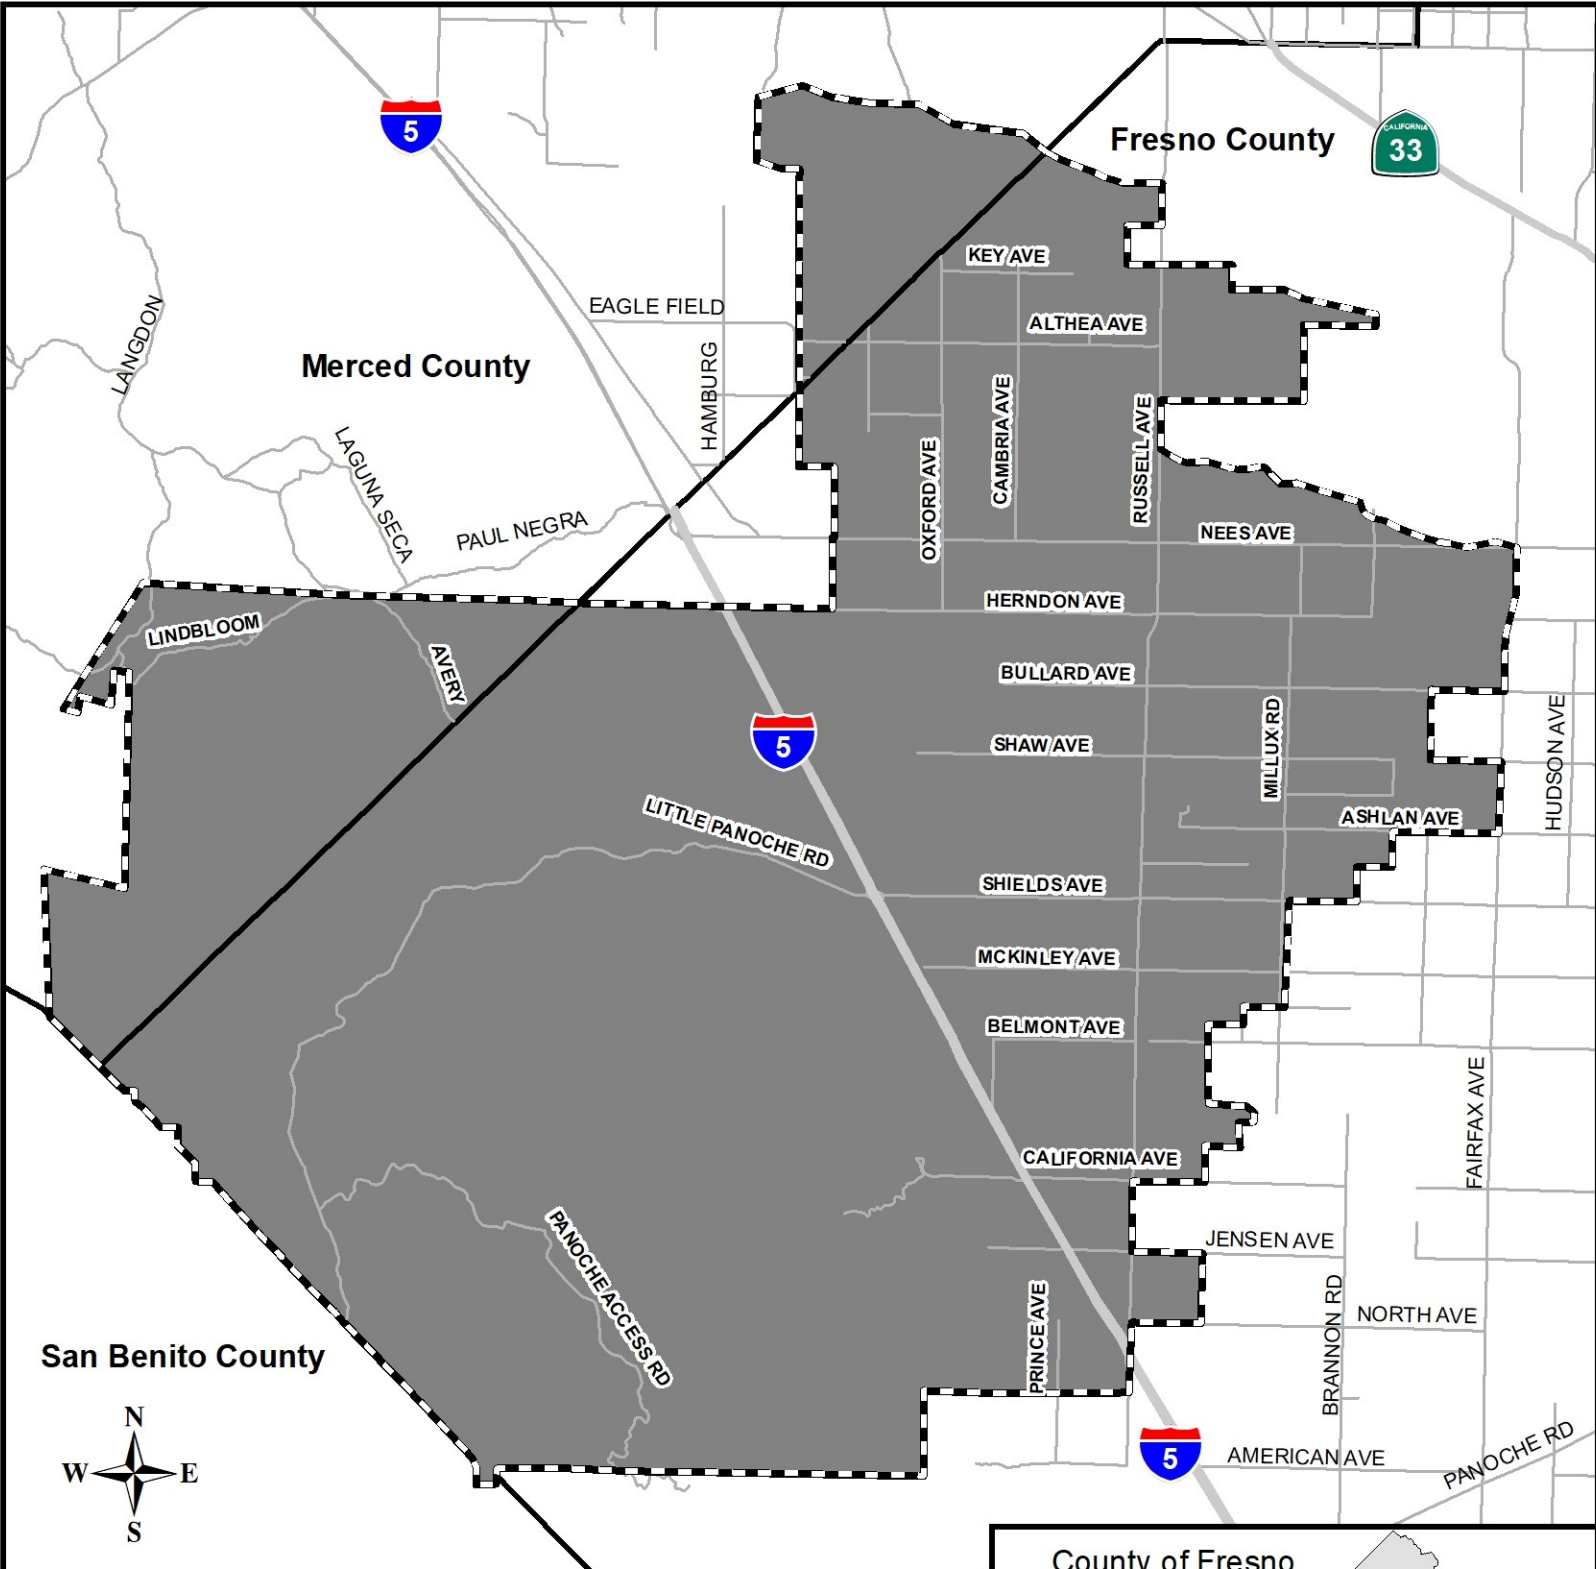 5
Fresno County
CALIFORNIA
33
KEY AVE
EAGLE FIELD
ALTHEA AVE
LANGDON
Merced County
HAMBURG
CAMBRIA AVE
RUSSELL AVE
OXFORD AVE
LAGUNA SECA
PAUL NEGRA
NEES AVE
HERNDON AVE
LINDBLOOM
AVERY
BULLARD AVE
MILLUX RD
HUDSON AVE
5
SHAW AVE
LITTLE PANOCHE RD
ASHLAN AVE
SHIELDS AVE
MCKINLEY AVE
BELMONT AVE
FAIRFAX AVE
CALIFORNIA AVE
PANOCHE ACCESS RD
JENSEN AVE
PRINCE AVE
BRANNON RD
NORTH AVE
San Benito County
N
W E
S
5
AMERICAN AVE
PANOCHE RD
County of Fresno